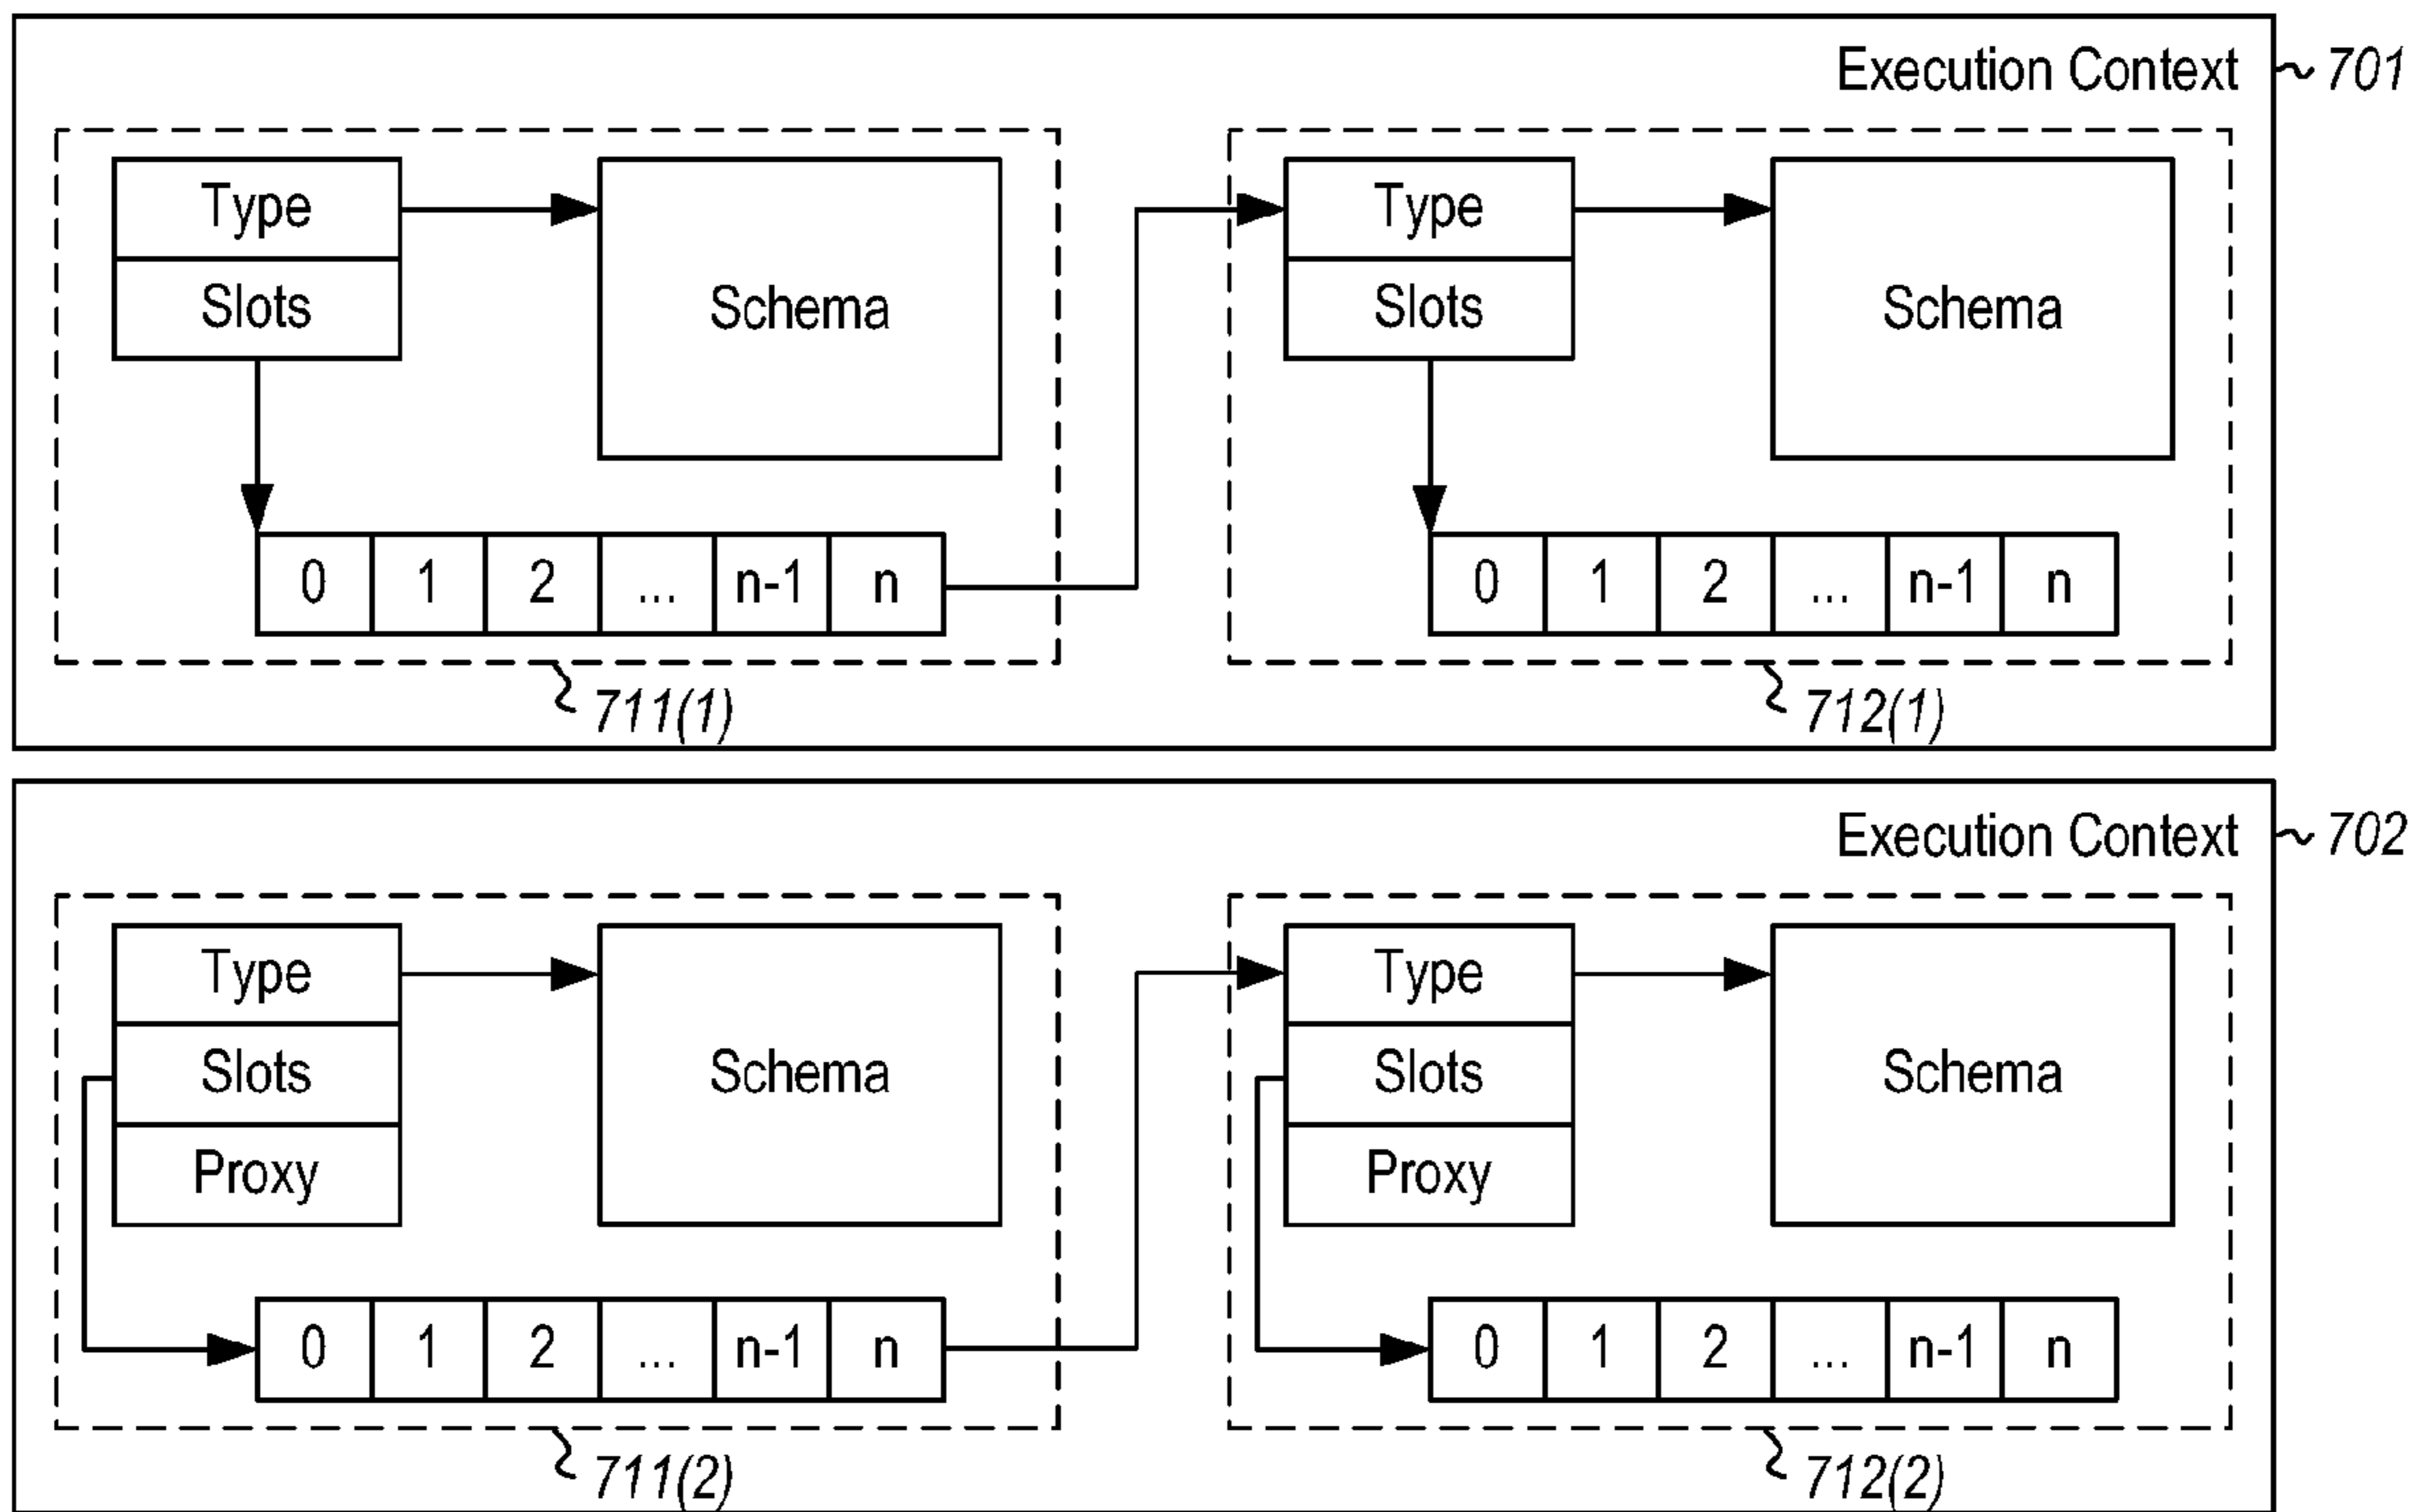 Execution Context 701
Type Type
Schema Schema
Slots Slots
0 1 2 ... n-1 n 0 1 2 ... n-1 n
711(1) 712(1)
Execution Context 702
Type Type
Slots Schema Slots Schema
Proxy Proxy
0 1 2 ... n-1 n 0 1 2 ... n-1 n
711(2) 712(2)